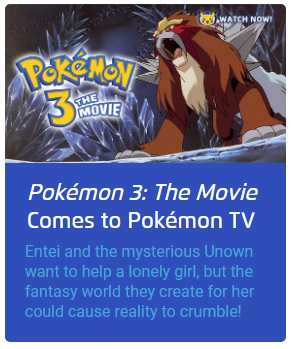 WATCH NOW!
POKÉMON
3 THE
MOVIE
Pokémon 3: The Movie
Comes to Pokémon TV
Entei and the mysterious Unown
want to help a lonely girl, but the
fantasy world they create for her
could cause reality to crumble!